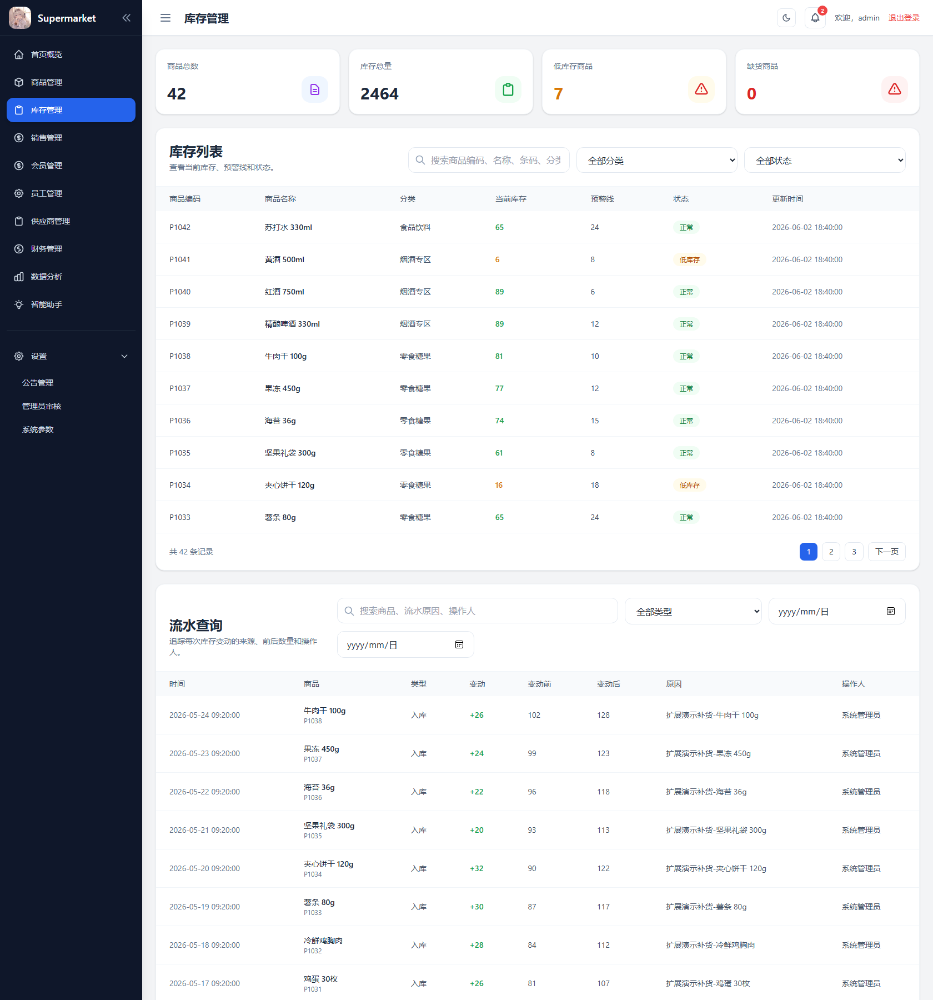 Supermarket
首页概览
商品管理
库存管理
销售管理
会员管理
员工管理
供应商管理
财务管理
数据分析
智能助手
设置
公告管理
管理员审核
系统参数
库存管理
2
欢迎，admin
退出登录
商品总数
42
库存总量
2464
低库存商品
7
缺货商品
0
库存列表
查看当前库存、预警线和状态。
搜索商品编码、名称、条码、分类
全部分类
全部状态
商品编码 商品名称 分类 当前库存 预警线 状态 更新时间
P1042 苏打水 330ml 食品饮料 65 24 正常 2026-06-02 18:40:00
P1041 黄酒 500ml 烟酒专区 6 8 低库存 2026-06-02 18:40:00
P1040 红酒 750ml 烟酒专区 89 6 正常 2026-06-02 18:40:00
P1039 精酿啤酒 330ml 烟酒专区 89 12 正常 2026-06-02 18:40:00
P1038 牛肉干 100g 零食糖果 81 10 正常 2026-06-02 18:40:00
P1037 果冻 450g 零食糖果 77 12 正常 2026-06-02 18:40:00
P1036 海苔 36g 零食糖果 74 15 正常 2026-06-02 18:40:00
P1035 坚果礼袋 300g 零食糖果 61 8 正常 2026-06-02 18:40:00
P1034 夹心饼干 120g 零食糖果 16 18 低库存 2026-06-02 18:40:00
P1033 薯条 80g 零食糖果 65 24 正常 2026-06-02 18:40:00
共 42 条记录
1 2 3 下一页
流水查询
追踪每次库存变动的来源、前后数量和操作
人。
搜索商品、流水原因、操作人
全部类型
yyyy/mm/日
yyyy/mm/日
时间 商品 类型 变动 变动前 变动后 原因 操作人
2026-05-24 09:20:00 牛肉干 100g P1038 入库 +26 102 128 扩展演示补货-牛肉干 100g 系统管理员
2026-05-23 09:20:00 果冻 450g P1037 入库 +24 99 123 扩展演示补货-果冻 450g 系统管理员
2026-05-22 09:20:00 海苔 36g P1036 入库 +22 96 118 扩展演示补货-海苔 36g 系统管理员
2026-05-21 09:20:00 坚果礼袋 300g P1035 入库 +20 93 113 扩展演示补货-坚果礼袋 300g 系统管理员
2026-05-20 09:20:00 夹心饼干 120g P1034 入库 +32 90 122 扩展演示补货-夹心饼干 120g 系统管理员
2026-05-19 09:20:00 薯条 80g P1033 入库 +30 87 117 扩展演示补货-薯条 80g 系统管理员
2026-05-18 09:20:00 冷鲜鸡胸肉 P1032 入库 +28 84 112 扩展演示补货-冷鲜鸡胸肉 系统管理员
2026-05-17 09:20:00 鸡蛋 30枚 P1031 入库 +26 81 107 扩展演示补货-鸡蛋 30枚 系统管理员